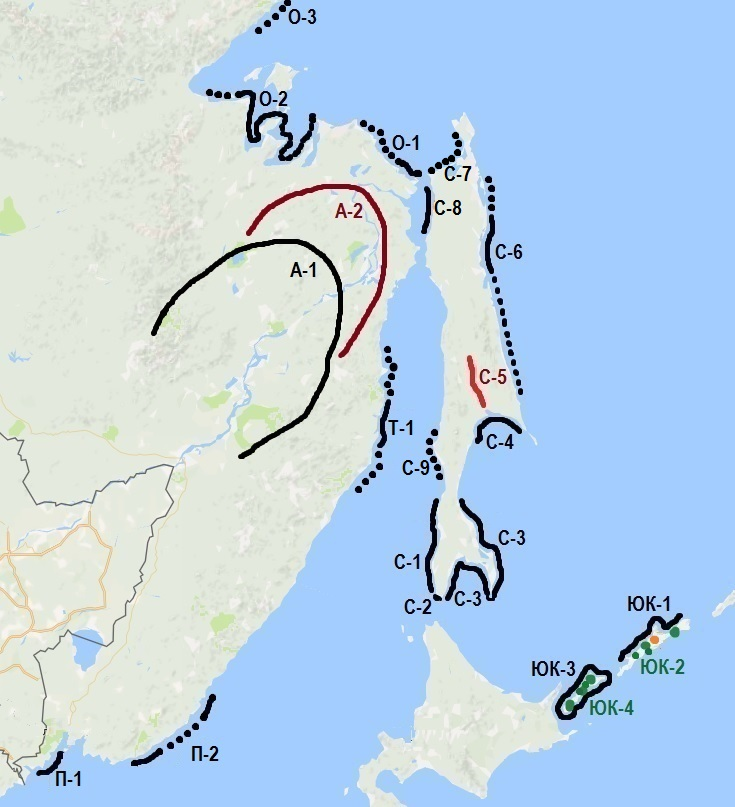 О-3
О-2
О-1
С-7
А-2
С-8
А-1
С-6
С-5
Т-1
С-4
С-9
С-3
С-1
С-2
С-3
ЮК-1
ЮК-3
ЮК-2
ЮК-4
П-2
П-1